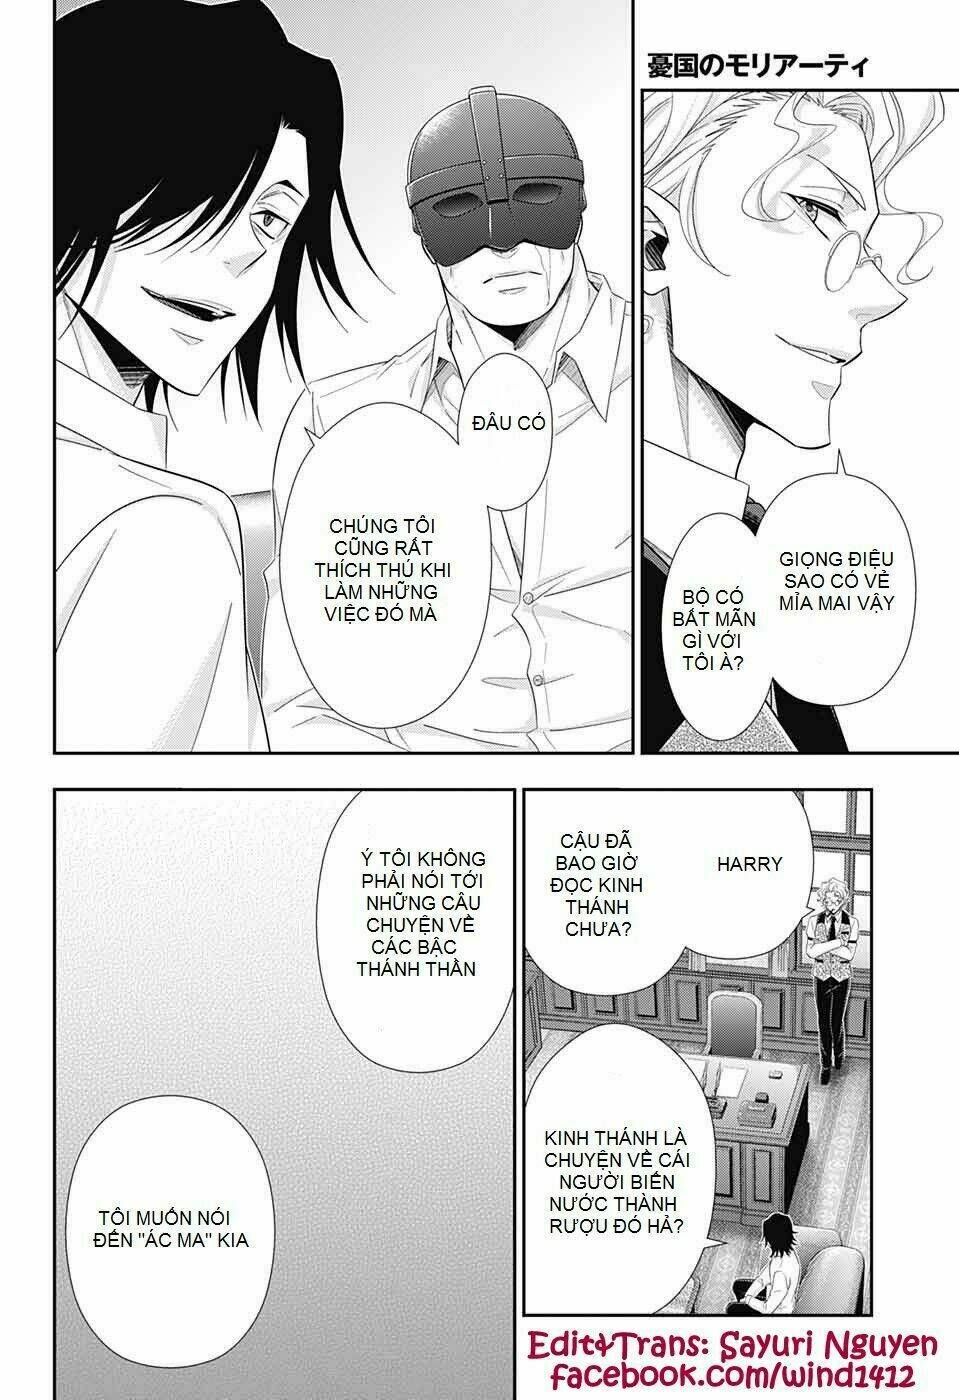 憂国のモリアーティ
GIỌNG ĐIỆU
SAO CÓ VẺ
MỈA MAI VẬY
BỘ CÓ
BẤT MÃN
GÌ VỚI
TÔI À?
ĐÂU CÓ
CHÚNG TÔI
CŨNG RẤT
THÍCH THÚ KHI
LÀM NHỮNG
VIỆC ĐÓ MÀ
HARRY
CẬU ĐÃ
BAO GIỜ
ĐỌC KINH
THÁNH
CHƯA?
KINH THÁNH LÀ
CHUYỆN VỀ CÁI
NGƯỜI BIẾN
NƯỚC THÀNH
RƯỢU ĐÓ HẢ?
Ý TÔI KHÔNG
PHẢI NÓI TỚI
NHỮNG CÂU
CHUYỆN VỀ
CÁC BẬC
THÁNH THẦN
TÔI MUỐN NÓI
ĐẾN "ÁC MA" KIA
Edit&Trans: Sayuri Nguyen
facebook.com/wind1412